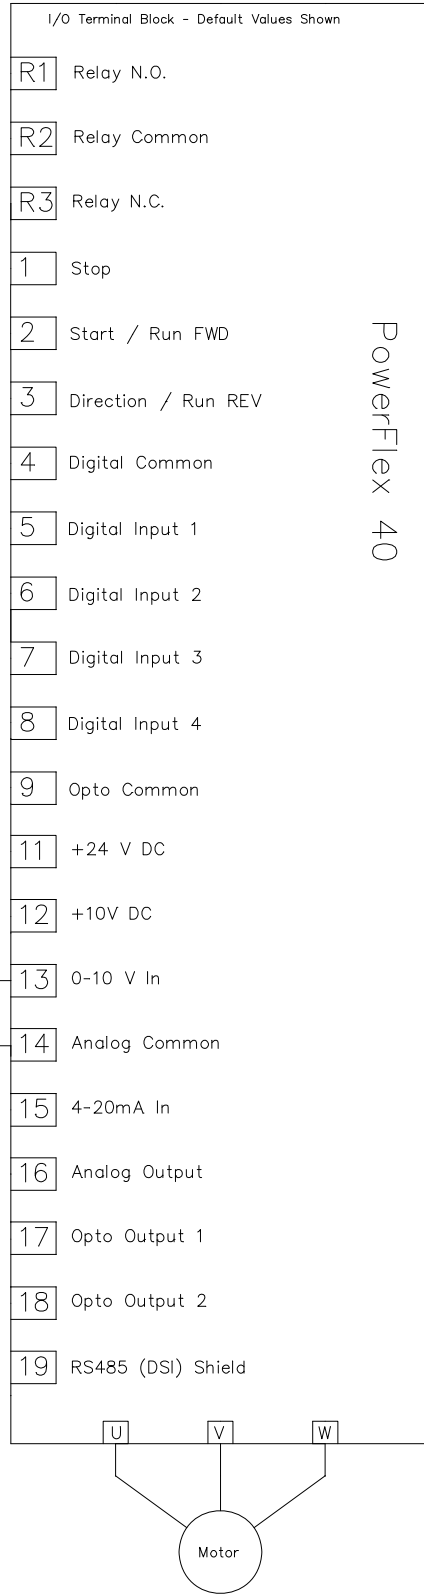 I/O Terminal Block - Default Values Shown
R1 Relay N.O.
R2 Relay Common
R3 Relay N.C.
1 Stop
2 Start / Run FWD
3 Direction / Run REV
4 Digital Common
5 Digital Input 1
6 Digital Input 2
7 Digital Input 3
8 Digital Input 4
9 Opto Common
11 +24 V DC
12 +10V DC
13 0-10 V In
14 Analog Common
15 4-20mA In
16 Analog Output
17 Opto Output 1
18 Opto Output 2
19 RS485 (DSI) Shield
PowerFlex 40
U V W
Motor